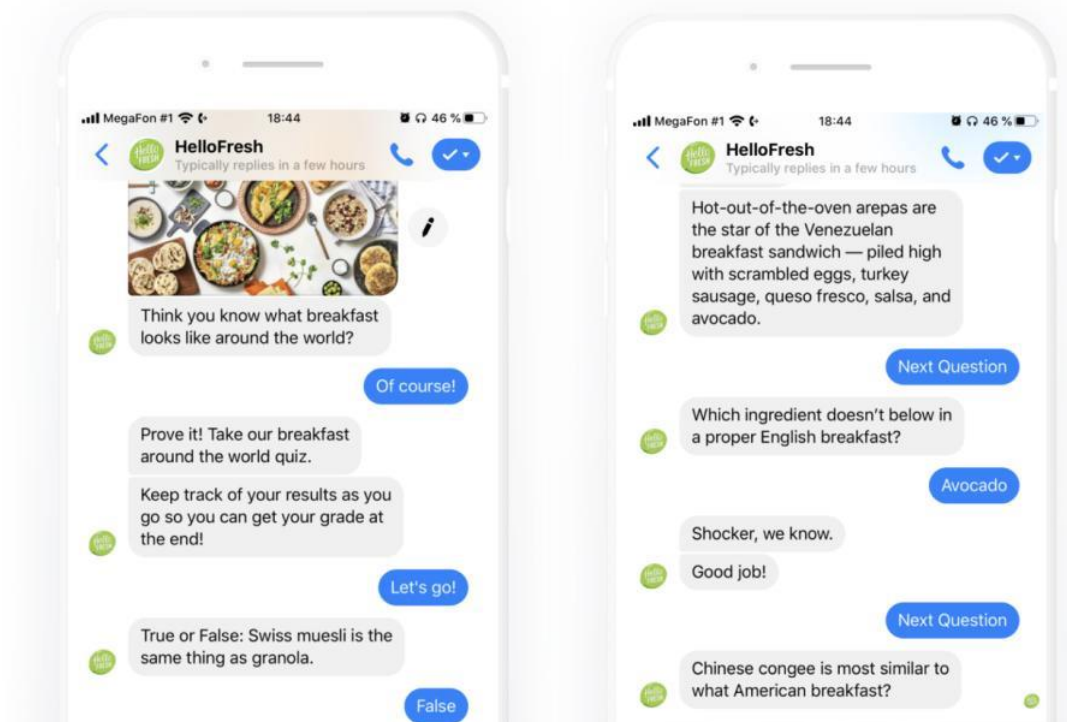 MegaFon #1 18:44 46 %
HelloFresh
Typically replies in a few hours
Think you know what breakfast
looks like around the world?
Of course!
Prove it! Take our breakfast
around the world quiz.
Keep track of your results as you
go so you can get your grade at
the end!
Let's go!
True or False: Swiss muesli is the
same thing as granola.
False
MegaFon #1 18:44 46 %
HelloFresh
Typically replies in a few hours
Hot-out-of-the-oven arepas are
the star of the Venezuelan
breakfast sandwich — piled high
with scrambled eggs, turkey
sausage, queso fresco, salsa, and
avocado.
Next Question
Which ingredient doesn't below in
a proper English breakfast?
Avocado
Shocker, we know.
Good job!
Next Question
Chinese congee is most similar to
what American breakfast?